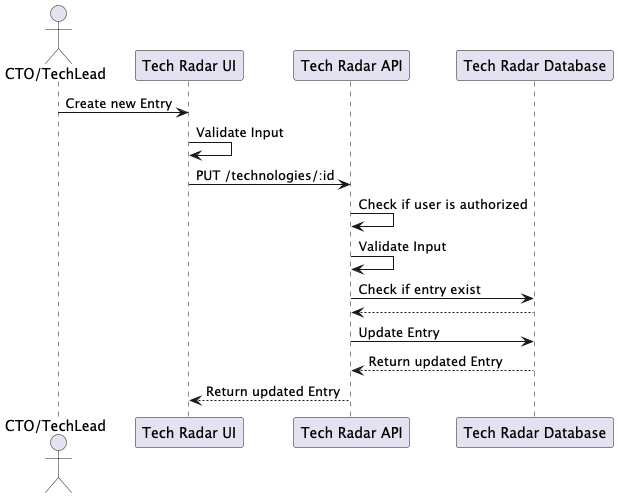 CTO/TechLead
Tech Radar UI
Tech Radar API
Tech Radar Database
Create new Entry
Validate Input
PUT /technologies/:id
Check if user is authorized
Validate Input
Check if entry exist
Update Entry
Return updated Entry
Return updated Entry
CTO/TechLead
Tech Radar UI
Tech Radar API
Tech Radar Database